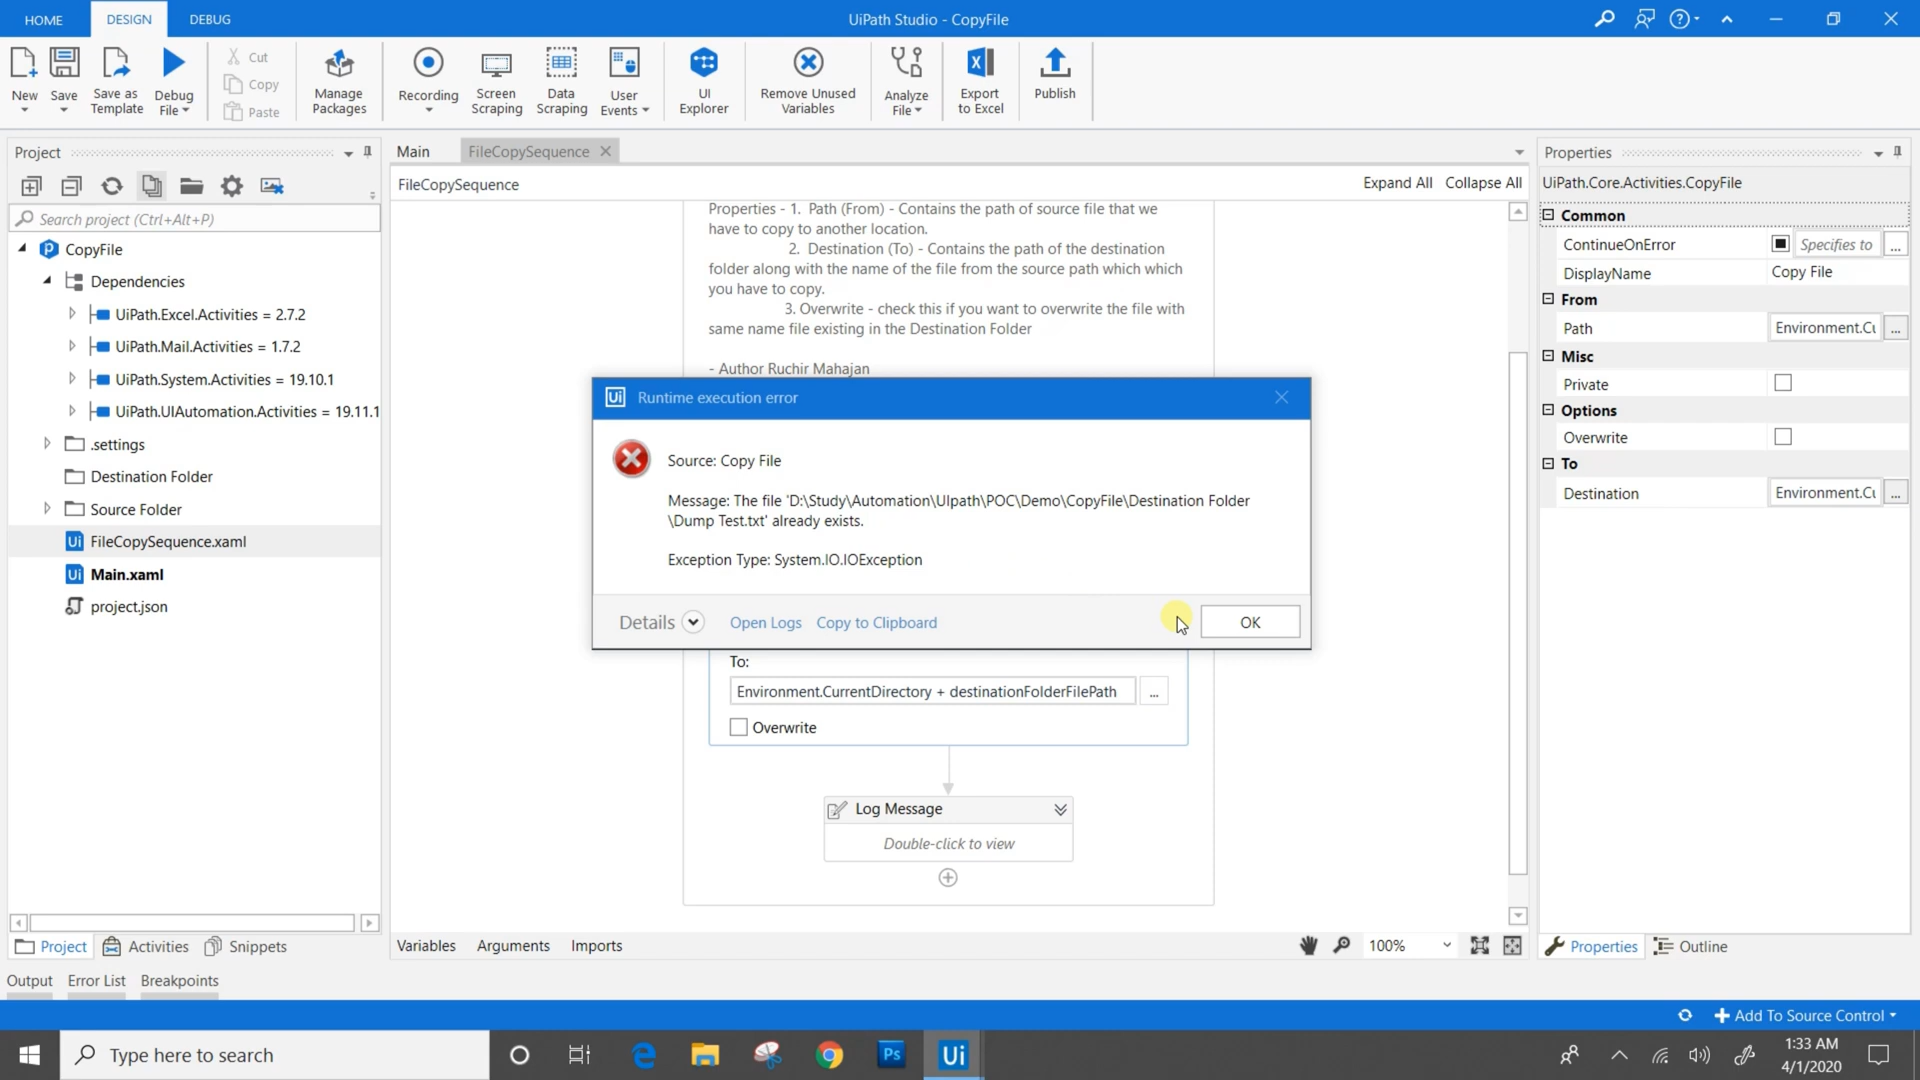 HOME DESIGN DEBUG
UiPath Studio - CopyFile
New Save Save as Template Debug File
Cut
Copy
Paste
Manage Packages
Recording Screen Scraping Data Scraping User Events UI Explorer Remove Unused Variables Analyze File Export to Excel Publish
Project
Search project (Ctrl+Alt+P)
CopyFile
Dependencies
UiPath.Excel.Activities = 2.7.2
UiPath.Mail.Activities = 1.7.2
UiPath.System.Activities = 19.10.1
UiPath.UIAutomation.Activities = 19.11.1
.settings
Destination Folder
Source Folder
FileCopySequence.xaml
Main.xaml
project.json
Project Activities Snippets
Main FileCopySequence
FileCopySequence Expand All Collapse All
Properties - 1. Path (From) - Contains the path of source file that we
have to copy to another location.
2. Destination (To) - Contains the path of the destination
folder along with the name of the file from the source path which which
you have to copy.
3. Overwrite - check this if you want to overwrite the file with
same name file existing in the Destination Folder
- Author Ruchir Mahajan
Ui Runtime execution error
Source: Copy File
Message: The file 'D:\Study\Automation\UIpath\POC\Demo\CopyFile\Destination Folder
\Dump Test.txt' already exists.
Exception Type: System.IO.IOException
Details Open Logs Copy to Clipboard OK
To:
Environment.CurrentDirectory + destinationFolderFilePath ...
Overwrite
Log Message
Double-click to view
Variables Arguments Imports 100%
Properties
UiPath.Core.Activities.CopyFile
Common
ContinueOnError Specifies to ...
DisplayName Copy File
From
Path Environment.Cu ...
Misc
Private
Options
Overwrite
To
Destination Environment.Cu ...
Properties Outline
Output Error List Breakpoints
Add To Source Control
Type here to search
Ps Ui
1:33 AM
4/1/2020